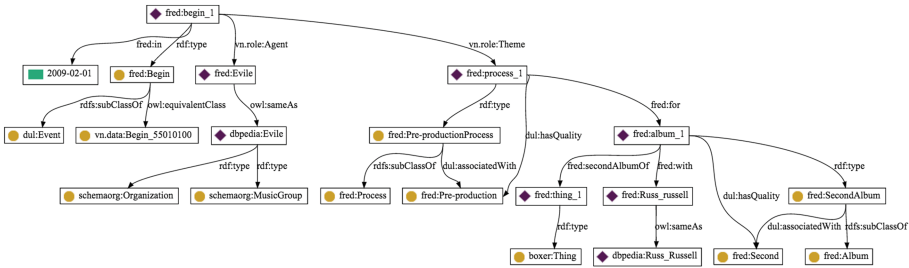 fred:begin_1
fred:in rdf:type vn.role:Agent vn.role:Theme
2009-02-01 fred:Begin fred:Evile fred:process_1
rdfs:subClassOf owl:equivalentClass owl:sameAs rdf:type fred:for
dul:Event vn.data:Begin_55010100 dbpedia:Evile fred:Pre-productionProcess dul:hasQuality fred:album_1
rdf:type rdf:type rdfs:subClassOf dul:associatedWith fred:secondAlbumOf fred:with rdf:type
schemaorg:Organization schemaorg:MusicGroup fred:Process fred:Pre-production fred:thing_1 fred:Russ_russell dul:hasQuality fred:SecondAlbum
rdf:type owl:sameAs dul:associatedWith rdfs:subClassOf
boxer:Thing dbpedia:Russ_Russell fred:Second fred:Album